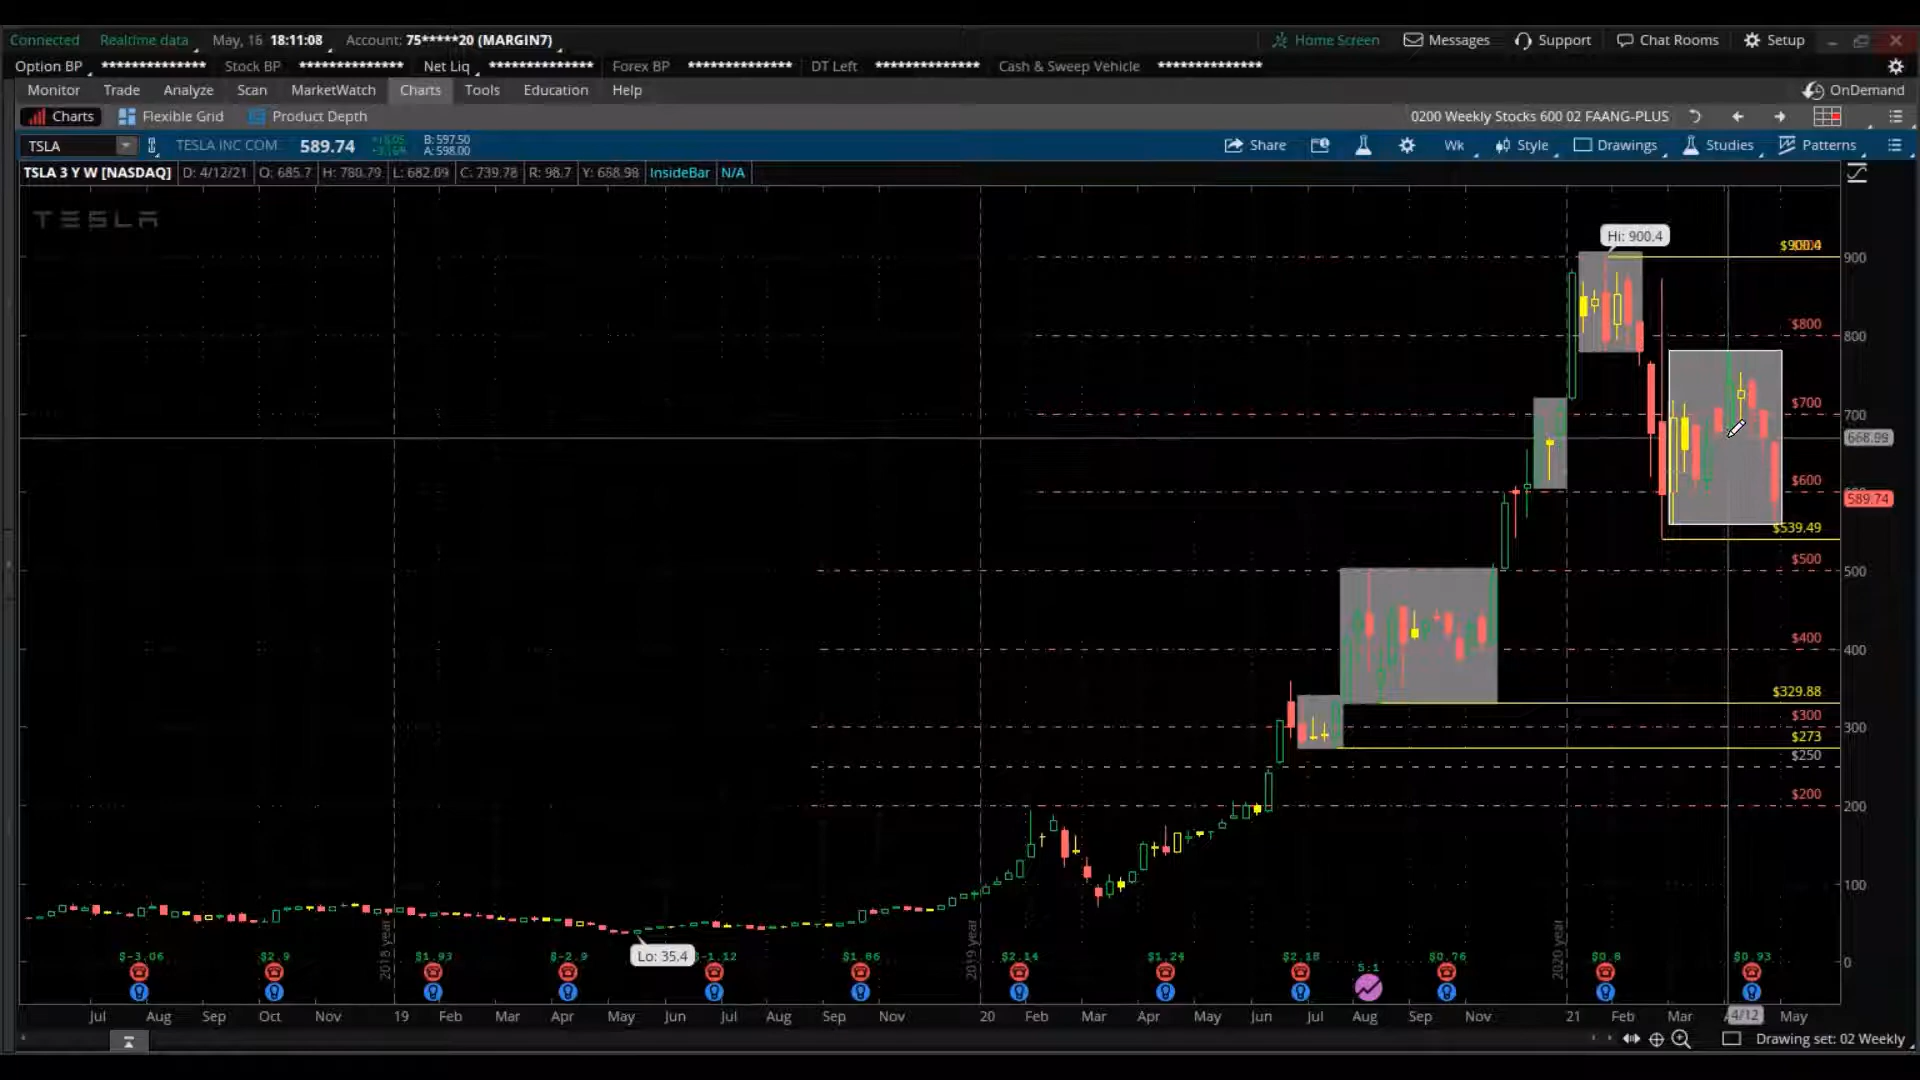 Connected Realtime data May, 16 18:11:08 Account: 75*****20 (MARGIN7) Home Screen Messages Support Chat Rooms Setup
Option BP ************** Stock BP ************** Net Liq ************** Forex BP ************** DT Left ************** Cash & Sweep Vehicle **************
Monitor Trade Analyze Scan MarketWatch Charts Tools Education Help OnDemand
Charts Flexible Grid Product Depth 0200 Weekly Stocks 600 02 FAANG-PLUS
TSLA TESLA INC COM 589.74 B: 597.50 A: 598.00 Share Wk Style Drawings Studies Patterns
TSLA 3 Y W [NASDAQ] D: 4/12/21 O: 685.7 H: 780.79 L: 682.09 C: 739.78 R: 98.7 Y: 668.98 InsideBar N/A
TESLA
Hi: 900.4
900
$800
800
$700
700
668.99
$600
589.74
$539.49
$500
500
$400
400
$329.88
$300
300
$273
$250
$200
200
100
2018 year 2019 year 2020 year
Lo: 35.4
$-3.06 $2.9 $1.93 $-2.9 $-1.12 $1.86 $2.14 $1.24 $2.18 5:1 $0.76 $0.8 $0.93
0
Jul Aug Sep Oct Nov 19 Feb Mar Apr May Jun Jul Aug Sep Nov 20 Feb Mar Apr May Jun Jul Aug Sep Nov 21 Feb Mar 4/12 May
Drawing set: 02 Weekly